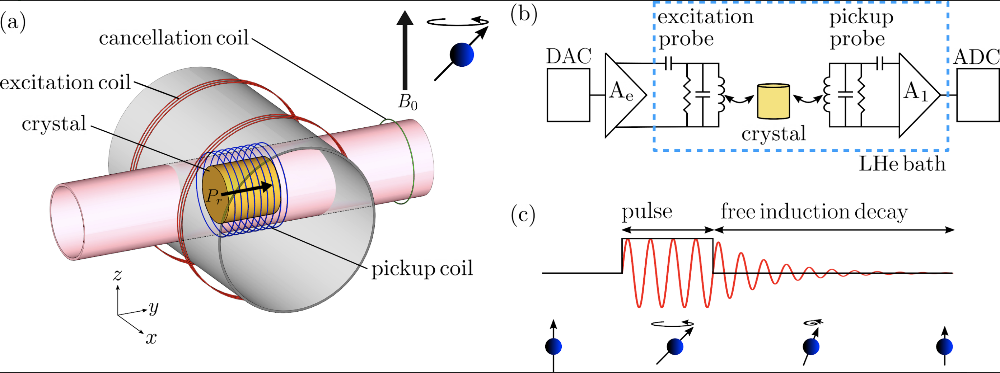 (a)
cancellation coil
excitation coil
crystal
B₀
Pᵣ
pickup coil
z
y
x
(b)
excitation
probe
pickup
probe
DAC
Aₑ
crystal
A₁
ADC
LHe bath
(c)
pulse
free induction decay